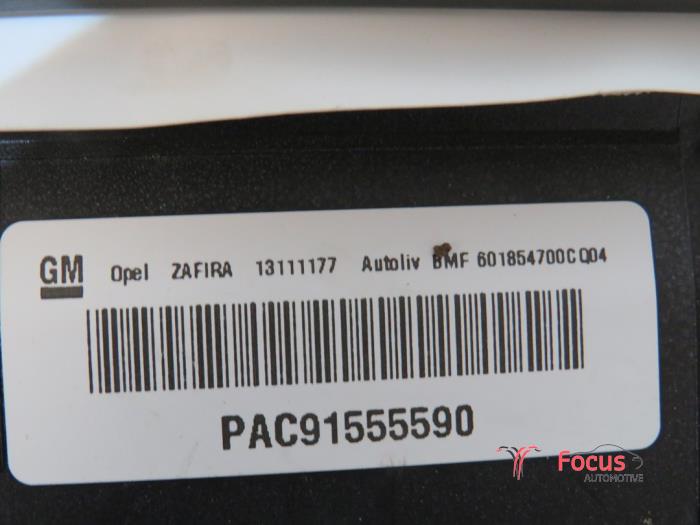 GM Opel ZAFIRA 13111177 Autoliv BMF 601854700CQ04
PAC91555590
Focus
AUTOMOTIVE